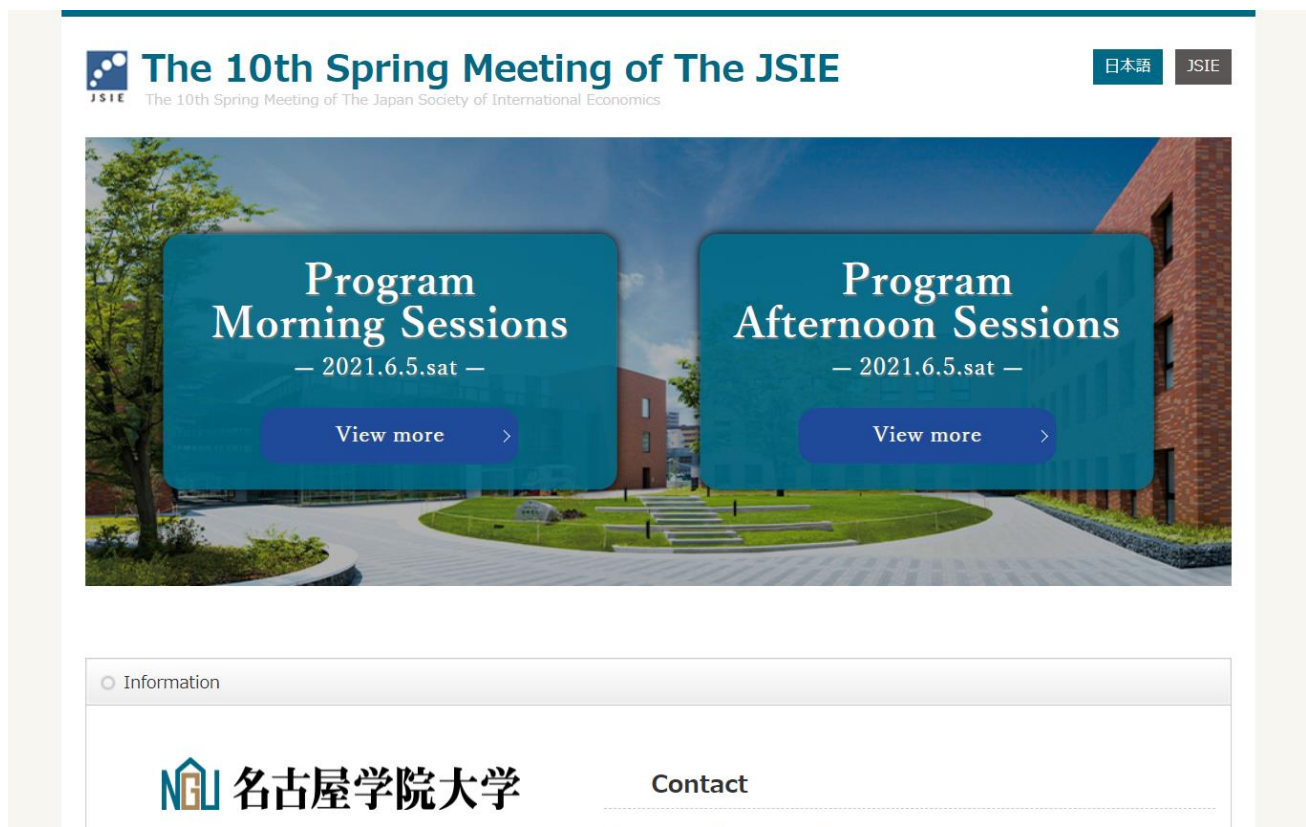 The 10th Spring Meeting of The JSIE
日本語
JSIE
JSIE
The 10th Spring Meeting of The Japan Society of International Economics
Program
Morning Sessions
— 2021.6.5.sat —
View more
Program
Afternoon Sessions
— 2021.6.5.sat —
View more
Information
NGU 名古屋学院大学
Contact